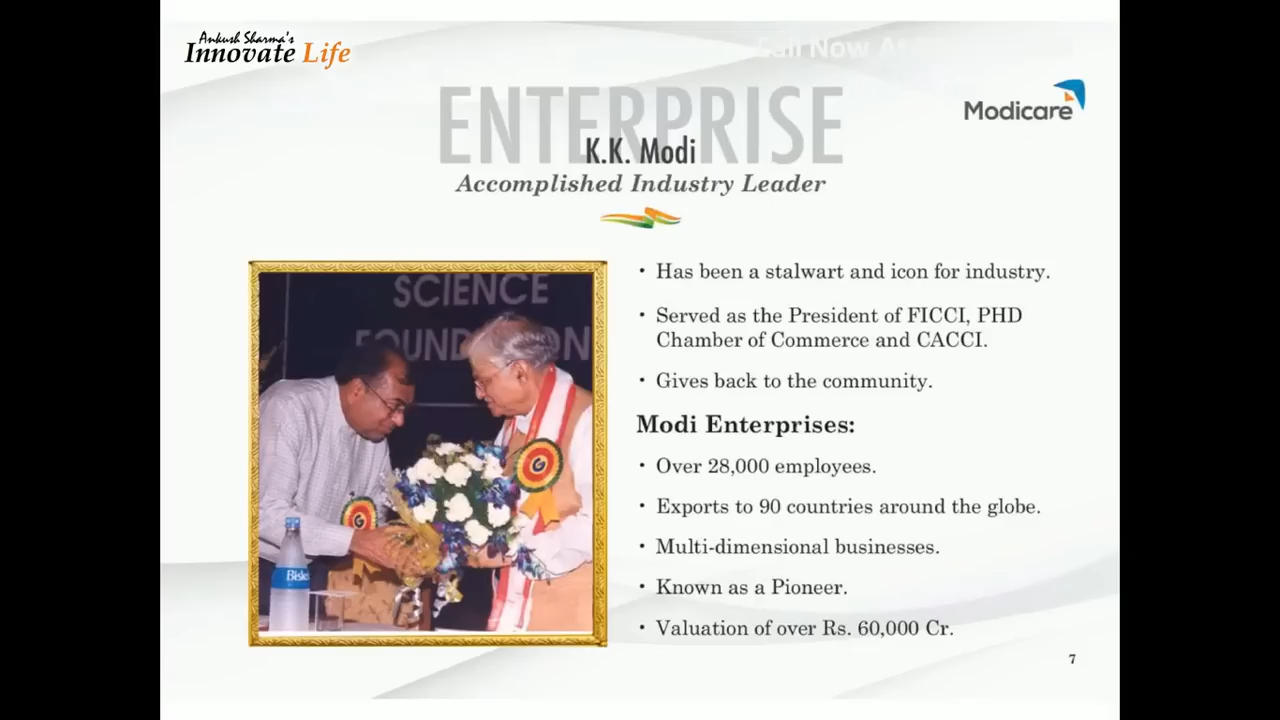 Ankush Sharma's
Innovate Life
Call Now At
Modicare
ENTERPRISE
K.K. Modi
Accomplished Industry Leader
SCIENCE
FOUNDATION
• Has been a stalwart and icon for industry.
• Served as the President of FICCI, PHD
Chamber of Commerce and CACCI.
• Gives back to the community.
Modi Enterprises:
• Over 28,000 employees.
• Exports to 90 countries around the globe.
• Multi-dimensional businesses.
• Known as a Pioneer.
• Valuation of over Rs. 60,000 Cr.
7